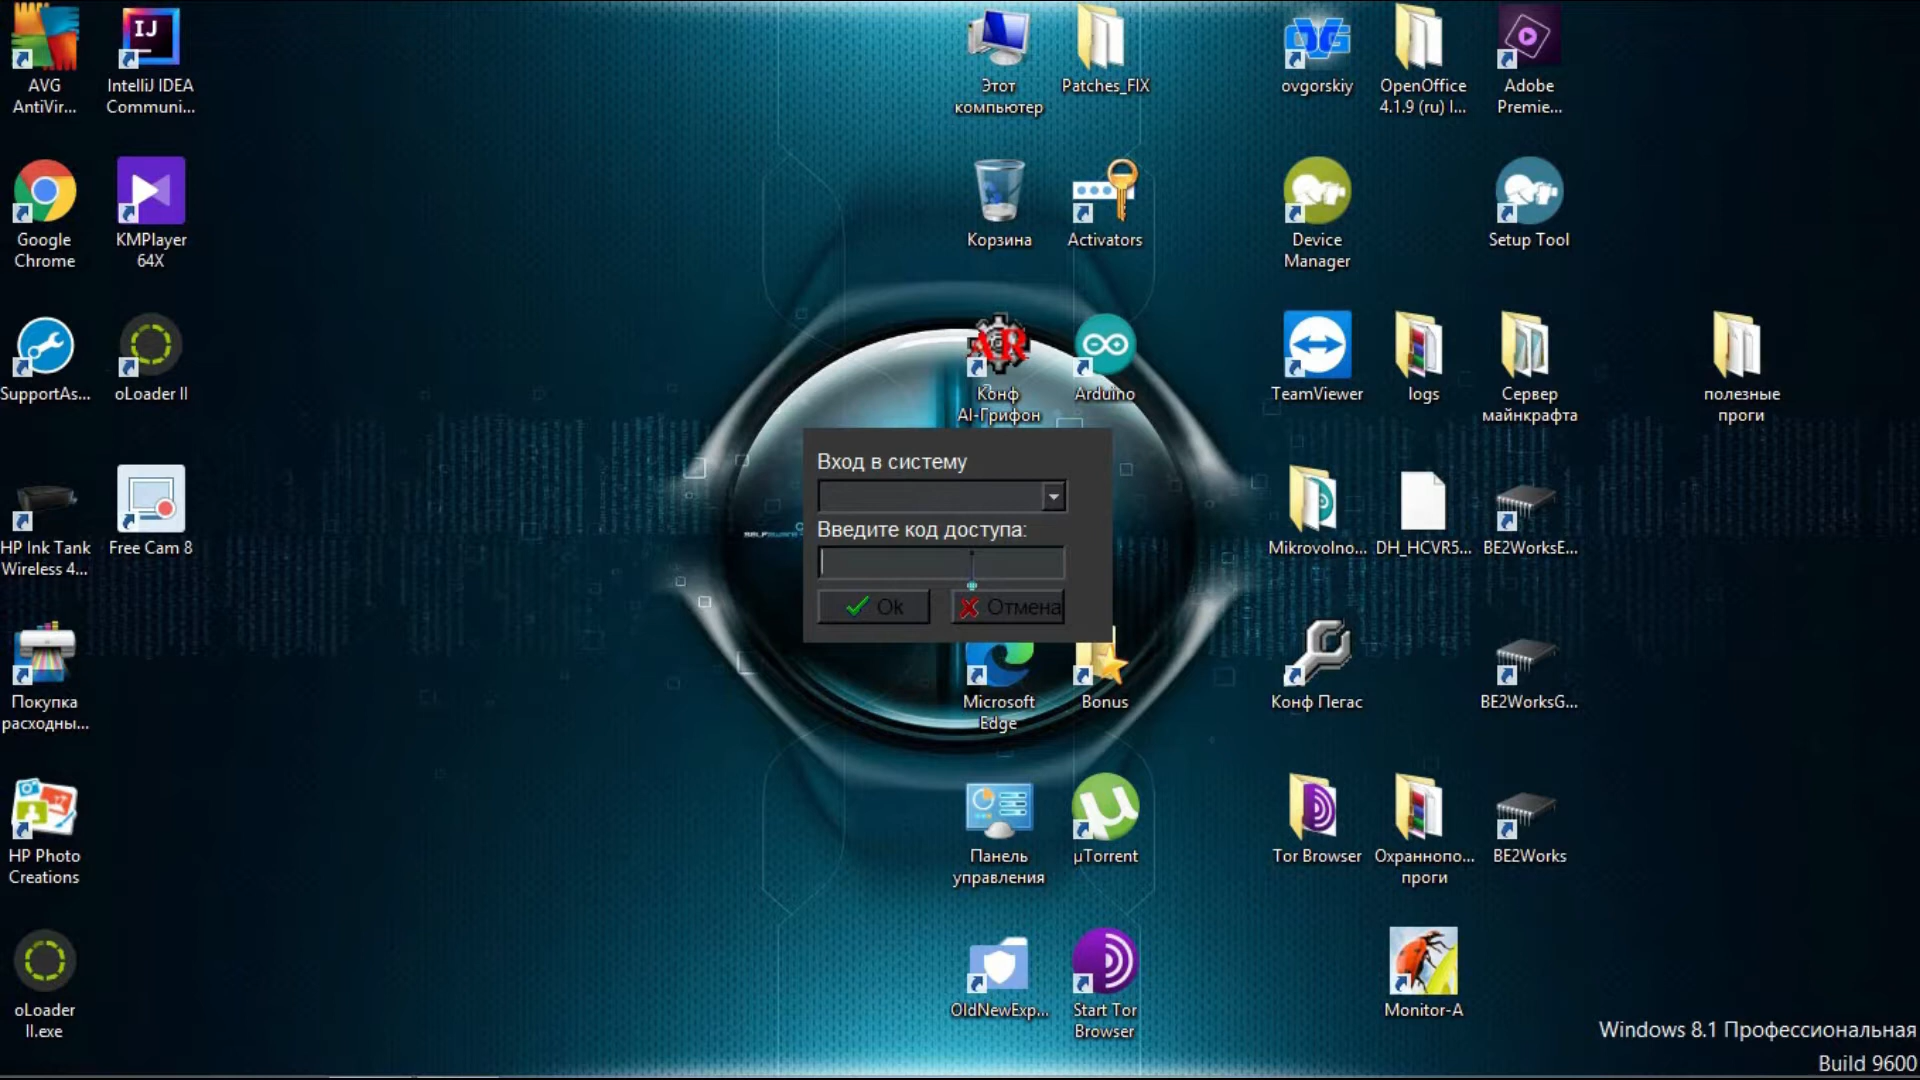 AVG
AntiVir...
IntelliJ IDEA
Communi...
Этот
компьютер
Patches_FIX
ovgorskiy
OpenOffice
4.1.9 (ru) I...
Adobe
Premie...
Google
Chrome
KMPlayer
64X
Корзина
Activators
Device
Manager
Setup Tool
SupportAs...
oLoader II
AR
Конф
AI-Грифон
Arduino
TeamViewer
logs
Сервер
майнкрафта
полезные
проги
Вход в систему
Введите код доступа:
Ok
Отмена
HP Ink Tank
Wireless 4...
Free Cam 8
Mikrovolno...
DH_HCVR5...
BE2WorksE...
Покупка
расходны...
Microsoft
Edge
Bonus
Конф Пегас
BE2WorksG...
HP Photo
Creations
Панель
управления
µTorrent
Tor Browser
Охраннопо...
проги
BE2Works
oLoader
II.exe
OldNewExp...
Start Tor
Browser
Monitor-A
Windows 8.1 Профессиональная
Build 9600